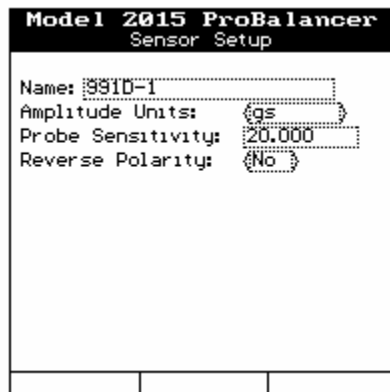 Model 2015 ProBalancer
Sensor Setup
Name: 991D-1
Amplitude Units: {gs }
Probe Sensitivity: 20.000
Reverse Polarity: {No }